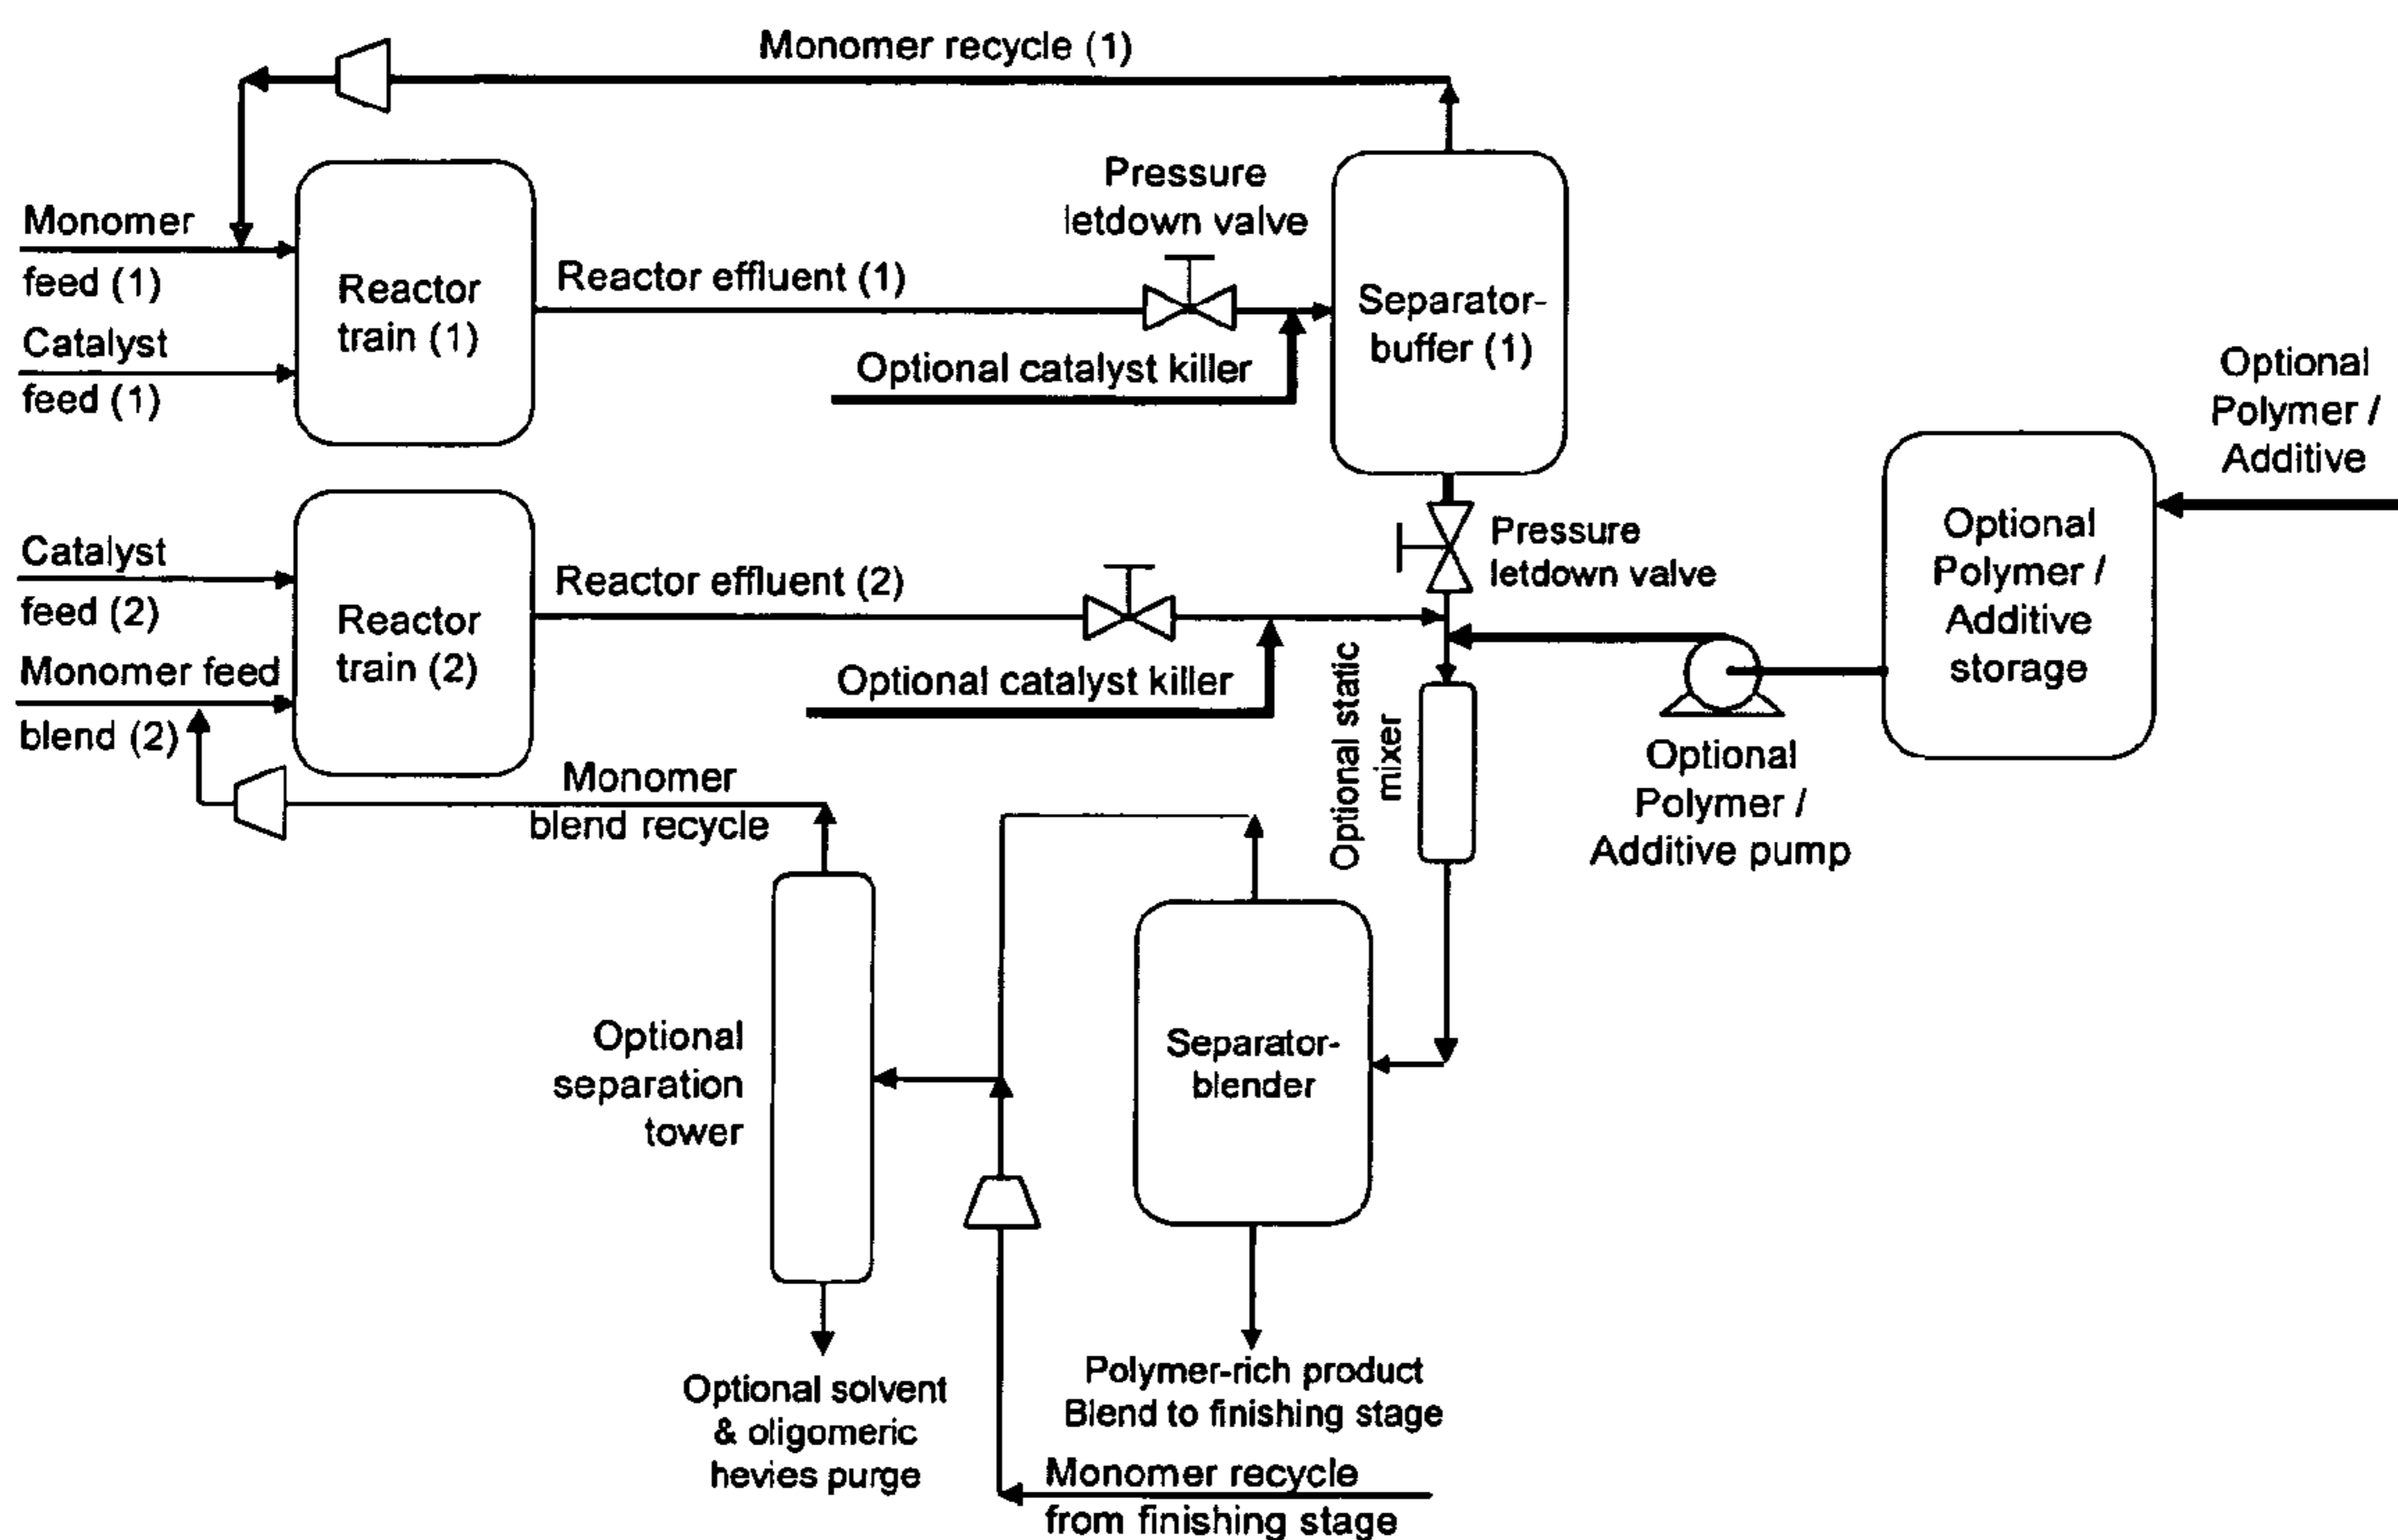 Monomer recycle (1)
Monomer
feed (1)
Catalyst
feed (1)
Reactor
train (1)
Reactor effluent (1)
Pressure
letdown valve
Optional catalyst killer
Separator-
buffer (1)
Optional
Polymer /
Additive
Optional
Polymer /
Additive
storage
Pressure
letdown valve
Catalyst
feed (2)
Monomer feed
blend (2)
Reactor
train (2)
Reactor effluent (2)
Optional catalyst killer
Optional static
mixer
Optional
Polymer /
Additive pump
Monomer
blend recycle
Optional
separation
tower
Separator-
blender
Optional solvent
& oligomeric
hevies purge
Polymer-rich product
Blend to finishing stage
Monomer recycle
from finishing stage